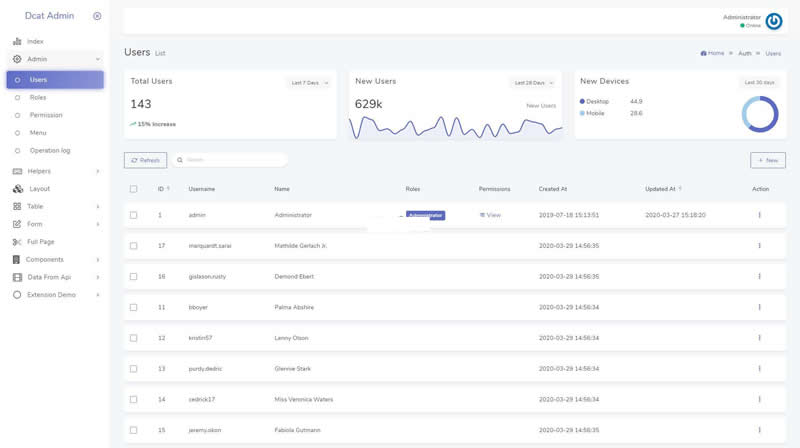 Dcat Admin
Administrator
Online
Index
Admin
Users
Roles
Permission
Menu
Operation log
Helpers
Layout
Table
Form
Full Page
Components
Data From Api
Extension Demo
Users List
Home » Auth » Users
Total Users Last 7 Days
143
15% Increase
New Users Last 28 Days
629k New Users
New Devices Last 30 days
Desktop 44.9
Mobile 28.6
Refresh Search New
ID Username Name Roles Permissions Created At Updated At Action
1 admin Administrator Administrator View 2019-07-18 15:13:51 2020-03-27 15:18:20
17 marquardt.sarai Mathilde Gerlach Jr. 2020-03-29 14:56:35
16 gislason.rusty Demond Ebert 2020-03-29 14:56:35
11 bboyer Palma Abshire 2020-03-29 14:56:34
12 kristin57 Lenny Olson 2020-03-29 14:56:34
13 purdy.dedric Glennie Stark 2020-03-29 14:56:34
14 cedrick17 Miss Veronica Waters 2020-03-29 14:56:34
15 jeremy.okon Fabiola Gutmann 2020-03-29 14:56:35